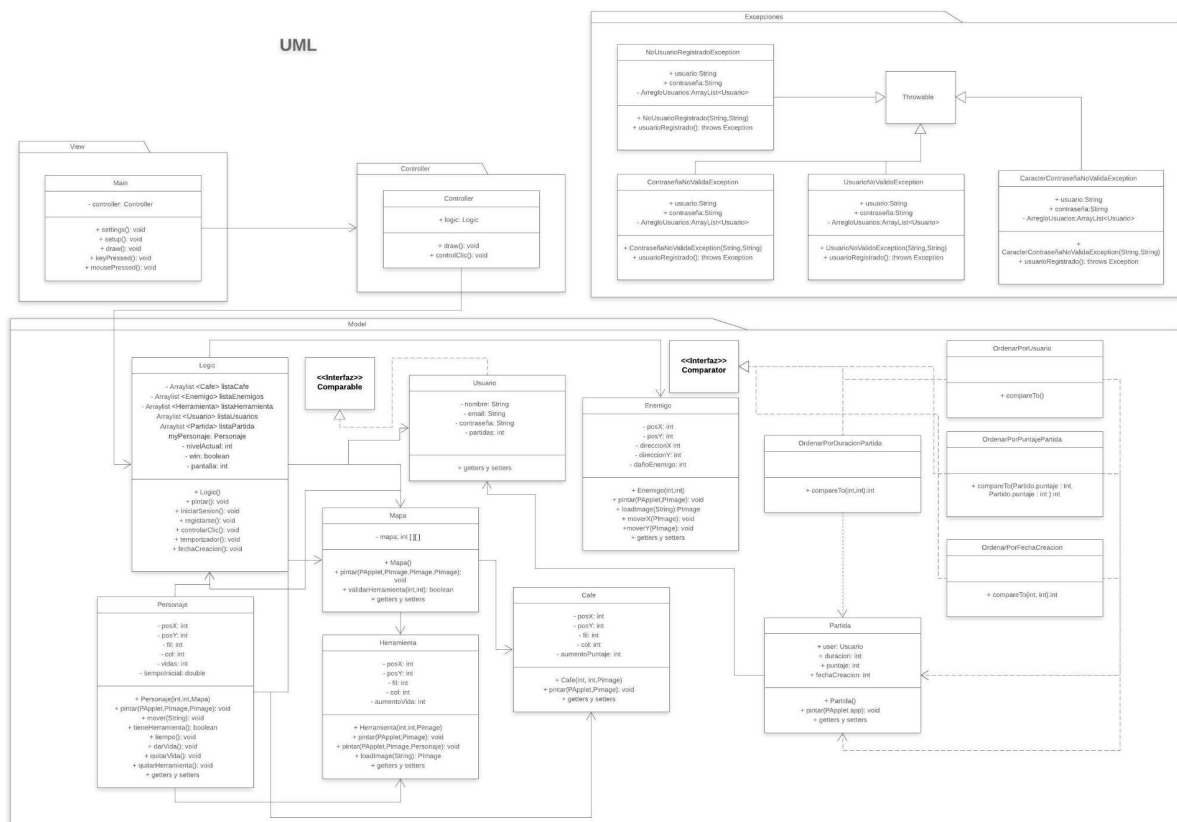 UML
Excepciones
NoUsuarioRegistradoException
+ usuario:String
+ contraseña:Stirng
- ArregloUsuarios:ArrayList<Usuario>
+ NoUsuarioRegistrado(String,String)
+ usuarioRegistrado(): throws Exception
Throwable
ContraseñaNoValidaException
+ usuario:String
+ contraseña:Stirng
- ArregloUsuarios:ArrayList<Usuario>
+ ContraseñaNoValidaException(String,String)
+ usuarioRegistrado(): throws Exception
UsuarioNoValidoException
+ usuario:String
+ contraseña:Stirng
- ArregloUsuarios:ArrayList<Usuario>
+ UsuarioNoValidoException(String,String)
+ usuarioRegistrado(): throws Exception
CaracterContraseñaNoValidaException
+ usuario:String
+ contraseña:Stirng
- ArregloUsuarios:ArrayList<Usuario>
+
CaracterContraseñaNoValidaException(String,String)
+ usuarioRegistrado(): throws Exception
View
Main
- controller: Controller
+ settings(): void
+ setup(): void
+ draw(): void
+ keyPressed(): void
+ mousePressed(): void
Controller
Controller
+ logic: Logic
+ draw(): void
+ controlClic(): void
Model
Logic
- Arraylist <Cafe> listaCafe
- Arraylist <Enemigo> listaEnemigos
- Arraylist <Herramienta> listaHerramienta
Arraylist <Usuario> listaUsuarios
Arraylist <Partida> listaPartida
myPersonaje: Personaje
- nivelActual: int
- win: boolean
- pantalla: int
+ Logic()
+ pintar(): void
+ iniciarSesion(): void
+ registarse(): void
+ controlarClic(): void
+ temporizador(): void
+ fechaCreacion(): void
<<Interfaz>>
Comparable
Usuario
- nombre: String
- email: String
- contraseña: String
- partidas: int
+ getters y setters
Enemigo
- posX: int
- posY: int
- direccionX int
- direccionY: int
- dañoEnemigo: int
+ Enemigo(int,int)
pintar(PApplet,PImage): void
+ loadImage(String):PImage
+ moverX(PImage): void
+moverY(PImage): void
+ getters y setters
<<Interfaz>>
Comparator
OrdenarPorUsuario
+ compareTo()
OrdenarPorDuracionPartida
+ compareTo(int,int):int
OrdenarPorPuntajePartida
+ compareTo(Partido.puntaje : int,
Partido.puntaje : int ):int
OrdenarPorFechaCreacion
+ compareTo(int, int):int
Mapa
- mapa: int [ ][ ]
+ Mapa()
+ pintar(PApplet,PImage,PImage,PImage):
void
+ validarHerramienta(int,int): boolean
+ getters y setters
Personaje
- posX: int
- posY: int
- fil: int
- col: int
- vidas: int
- tiempoInicial: double
+ Personaje(int,int,Mapa)
+ pintar(PApplet,PImage,PImage): void
+ mover(String): void
+ tieneHerramienta(): boolean
+ tiempo(): void
+ darVida(): void
+ quitarVida(): void
+ quitarHerramienta(): void
+ getters y setters
Herramienta
- posX: int
- posY: int
- fil: int
- col: int
- aumentoVida: int
+ Herramienta(int,int,PImage)
+ pintar(PApplet,PImage): void
+ pintar(PApplet,PImage,Personaje): void
+ loadImage(String): PImage
+ getters y setters
Cafe
- posX: int
- posY: int
- fil: int
- col: int
- aumentoPuntaje: int
+ Cafe(int, int,PImage)
+ pintar(PApplet,PImage): void
+ getters y setters
Partida
+ user: Usuario
+ duracion: int
+ puntaje: int
+ fechaCreacion: int
+ Partida()
+ pintar(PApplet app): void
+ getters y setters